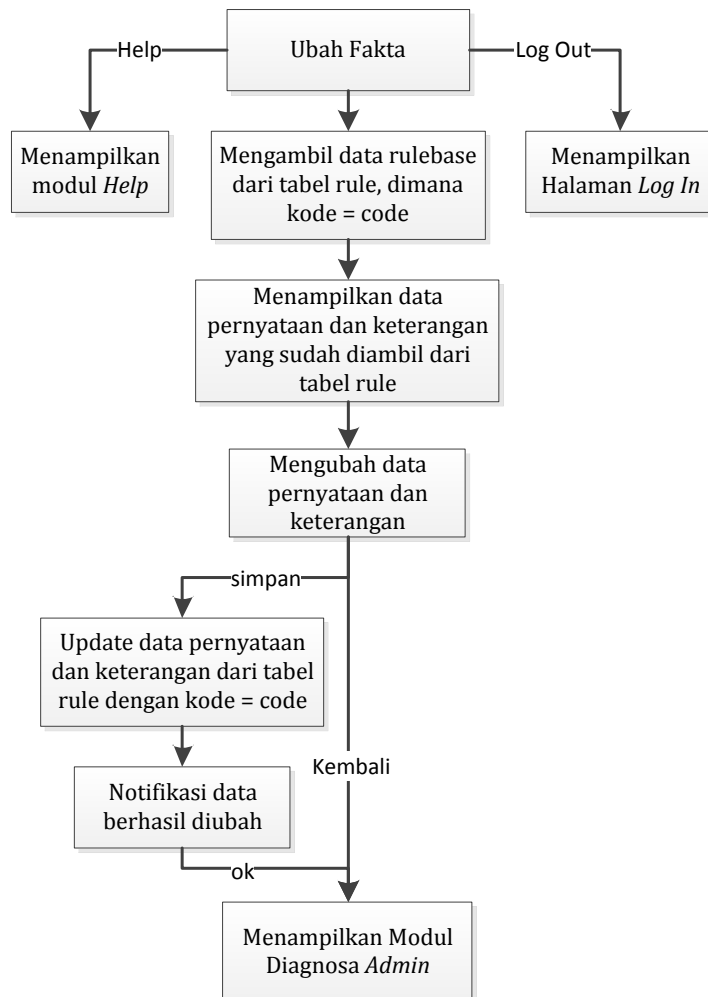 Help
Ubah Fakta
Log Out
Menampilkan
modul Help
Mengambil data rulebase
dari tabel rule, dimana
kode = code
Menampilkan
Halaman Log In
Menampilkan data
pernyataan dan keterangan
yang sudah diambil dari
tabel rule
Mengubah data
pernyataan dan
keterangan
simpan
Update data pernyataan
dan keterangan dari tabel
rule dengan kode = code
Kembali
Notifikasi data
berhasil diubah
ok
Menampilkan Modul
Diagnosa Admin